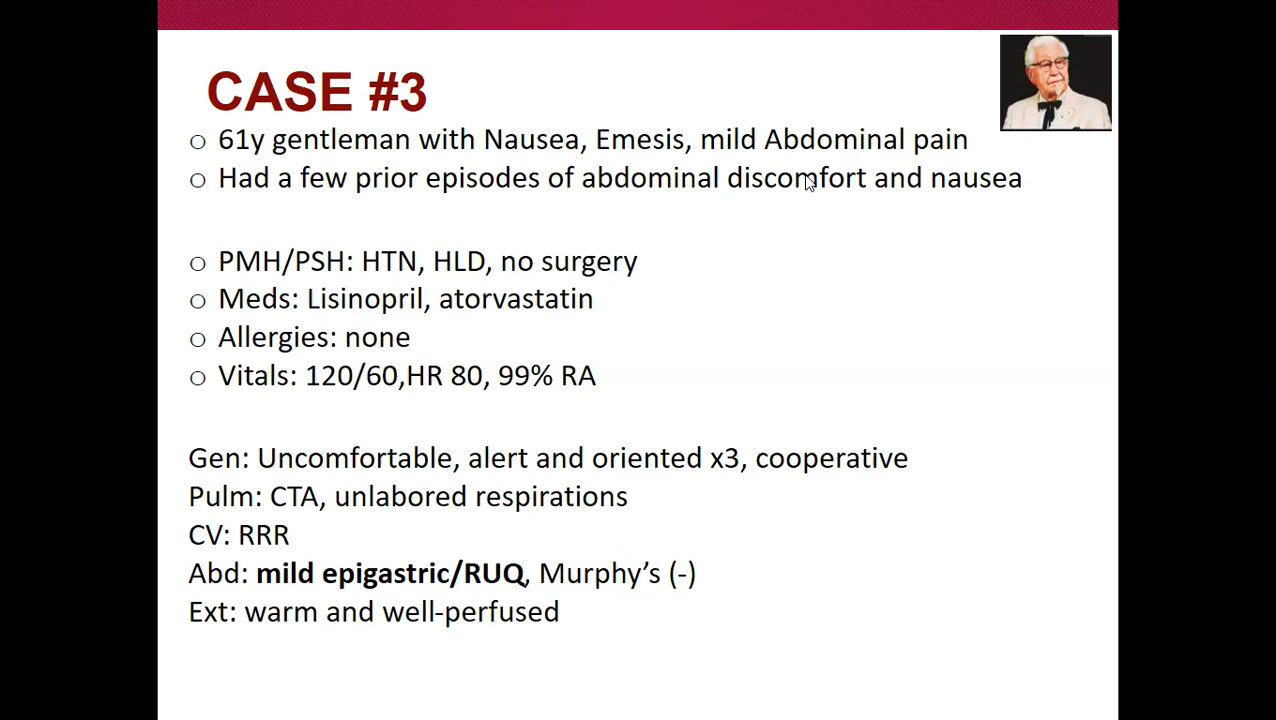 CASE #3
○ 61y gentleman with Nausea, Emesis, mild Abdominal pain
○ Had a few prior episodes of abdominal discomfort and nausea
○ PMH/PSH: HTN, HLD, no surgery
○ Meds: Lisinopril, atorvastatin
○ Allergies: none
○ Vitals: 120/60,HR 80, 99% RA
Gen: Uncomfortable, alert and oriented x3, cooperative
Pulm: CTA, unlabored respirations
CV: RRR
Abd: mild epigastric/RUQ, Murphy’s (-)
Ext: warm and well-perfused